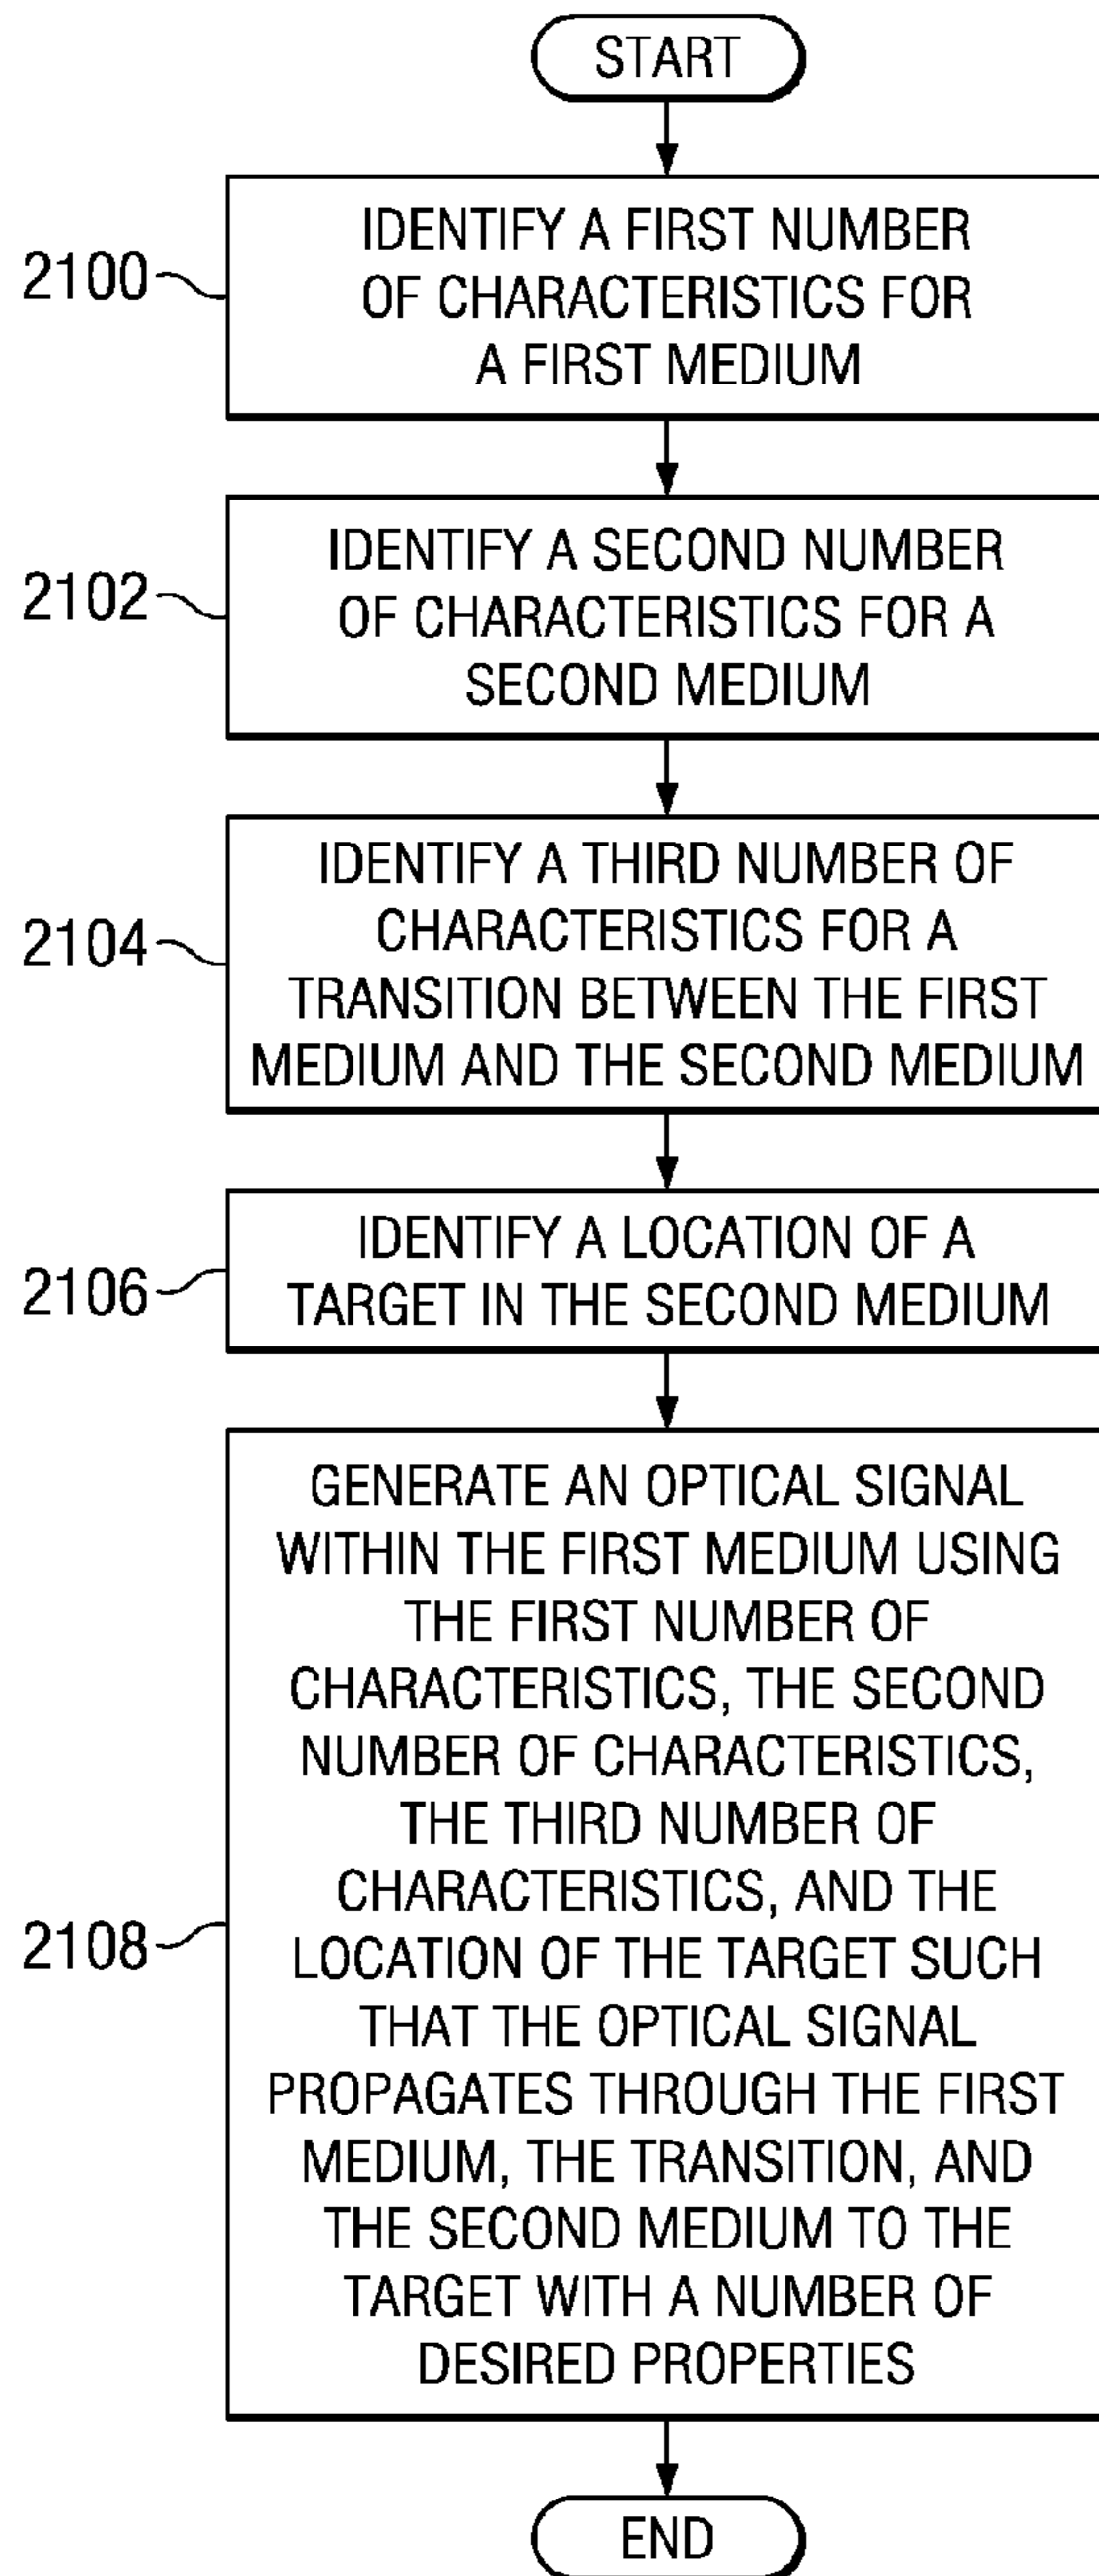 START
2100
IDENTIFY A FIRST NUMBER
OF CHARACTERISTICS FOR
A FIRST MEDIUM
2102
IDENTIFY A SECOND NUMBER
OF CHARACTERISTICS FOR A
SECOND MEDIUM
2104
IDENTIFY A THIRD NUMBER OF
CHARACTERISTICS FOR A
TRANSITION BETWEEN THE FIRST
MEDIUM AND THE SECOND MEDIUM
2106
IDENTIFY A LOCATION OF A
TARGET IN THE SECOND MEDIUM
2108
GENERATE AN OPTICAL SIGNAL
WITHIN THE FIRST MEDIUM USING
THE FIRST NUMBER OF
CHARACTERISTICS, THE SECOND
NUMBER OF CHARACTERISTICS,
THE THIRD NUMBER OF
CHARACTERISTICS, AND THE
LOCATION OF THE TARGET SUCH
THAT THE OPTICAL SIGNAL
PROPAGATES THROUGH THE FIRST
MEDIUM, THE TRANSITION, AND
THE SECOND MEDIUM TO THE
TARGET WITH A NUMBER OF
DESIRED PROPERTIES
END